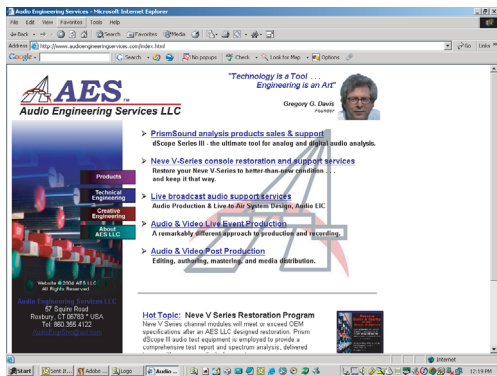 Audio Engineering Services - Microsoft Internet Explorer
File Edit View Favorites Tools Help
Back Search Favorites Media
Address http://www.audioengineeringservices.com/index.html Go Links
Google Search No popups Check Look for Map Options
AES TM
Audio Engineering Services LLC
"Technology is a Tool . . .
Engineering is an Art"
Gregory G. Davis
Founder
PrismSound analysis products sales & support
dScope Series III - the ultimate tool for analog and digital audio analysis.
Neve V-Series console restoration and support services
Restore your Neve V-Series to better-than-new condition . . .
and keep it that way.
Live broadcast audio support services
Audio Production & Live to Air System Design, Audio EIC
Audio & Video Live Event Production
A remarkably different approach to production and recording.
Audio & Video Post Production
Editing, authoring, mastering, and media distribution.
Products
Technical
Engineering
Creative
Engineering
About
AES LLC
Website © 2004 AES LLC
All Rights Reserved
Audio Engineering Services LLC
57 Squire Road
Roxbury, CT 06783 * USA
Tel: 860.355.4122
Hot Topic: Neve V Series Restoration Program
Neve V Series channel modules will meet or exceed OEM
specifications after an AES LLC designed restoration. Prism
dScope III audio test equipment is employed to provide a
comprehensive test report and spectrum analysis, delivered
Internet
Start Sent It... Adobe ... Logo Audio ... 12:19PM